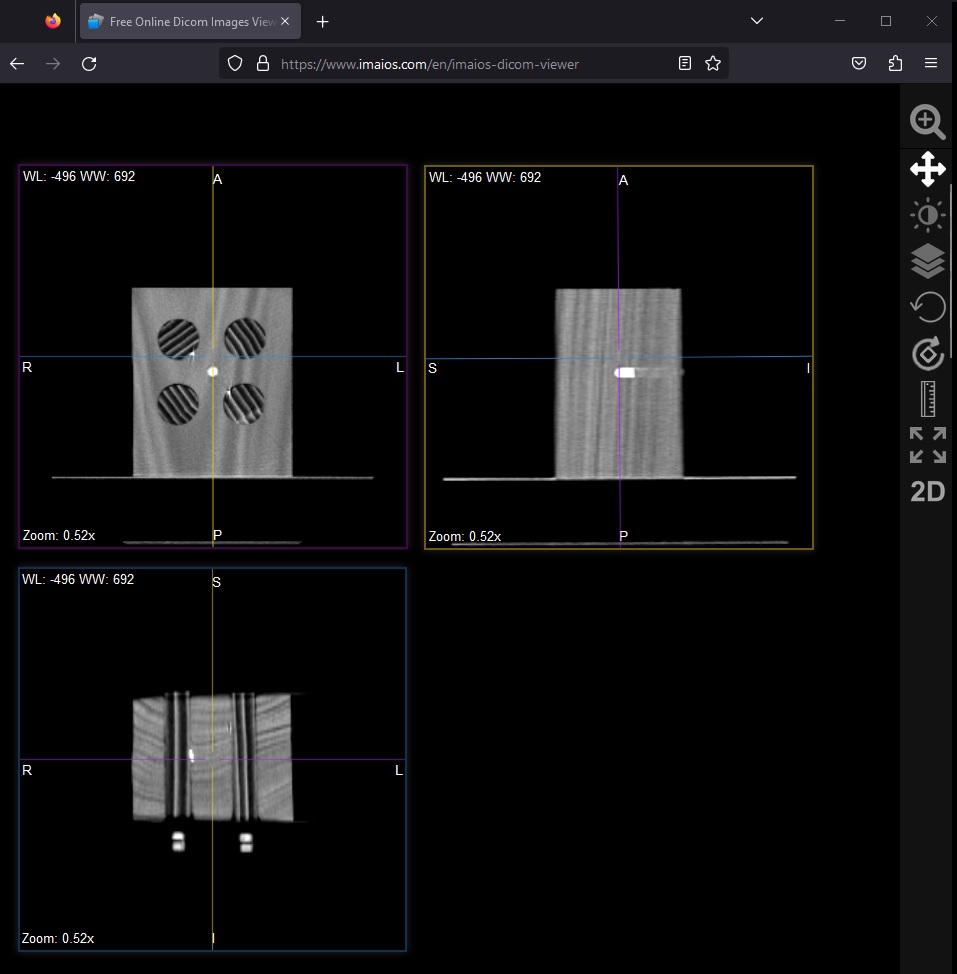 Free Online Dicom Images View
https://www.imaios.com/en/imaios-dicom-viewer
WL: -496 WW: 692
A
R
L
Zoom: 0.52x
P
WL: -496 WW: 692
A
S
I
Zoom: 0.52x
P
2D
WL: -496 WW: 692
S
R
L
Zoom: 0.52x
I